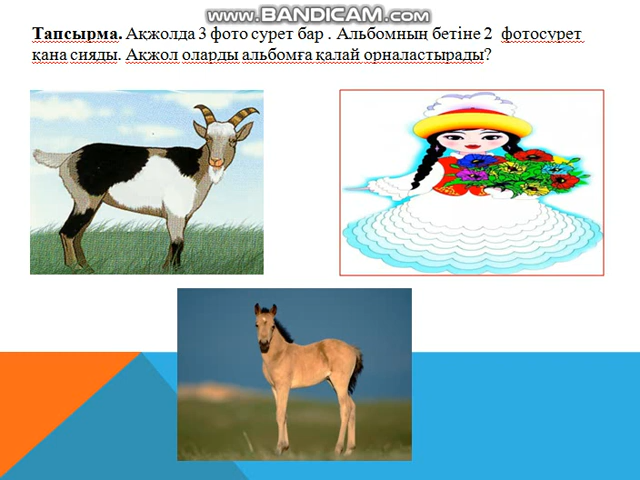 www.BANDICAM.com
Тапсырма. Ақжолда 3 фото сурет бар . Альбомның бетіне 2 фотосурет
қана сияды. Ақжол оларды альбомға қалай орналастырады?